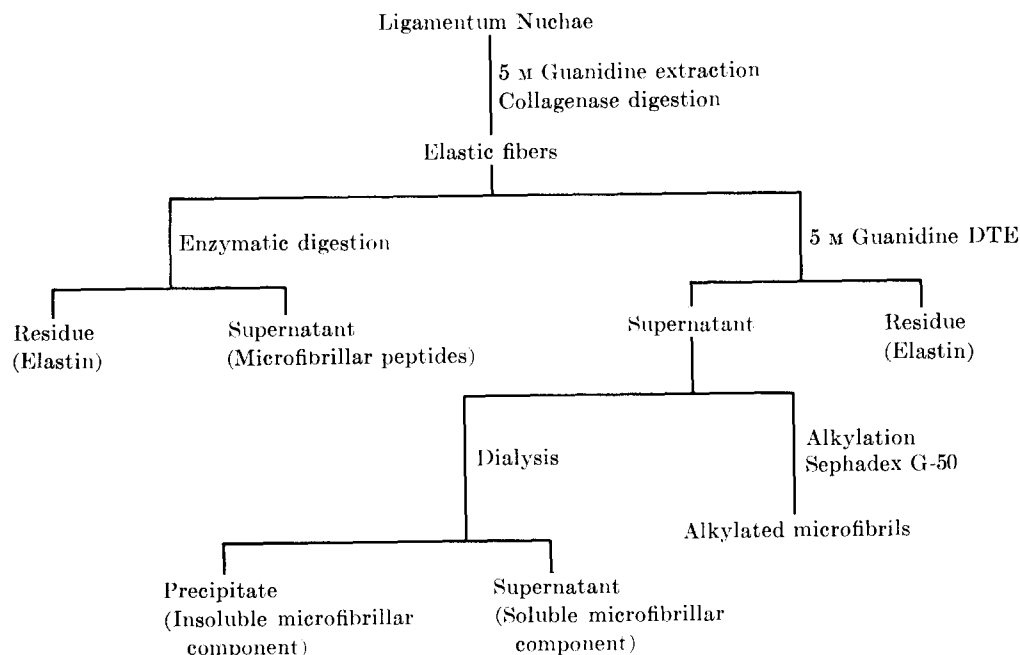 Ligamentum Nuchae
5 M Guanidine extraction
Collagenase digestion
Elastic fibers
Enzymatic digestion
5 M Guanidine DTE
Residue
(Elastin)
Supernatant
(Microfibrillar peptides)
Supernatant
Residue
(Elastin)
Dialysis
Alkylation
Sephadex G-50
Alkylated microfibrils
Precipitate
(Insoluble microfibrillar
component)
Supernatant
(Soluble microfibrillar
component)